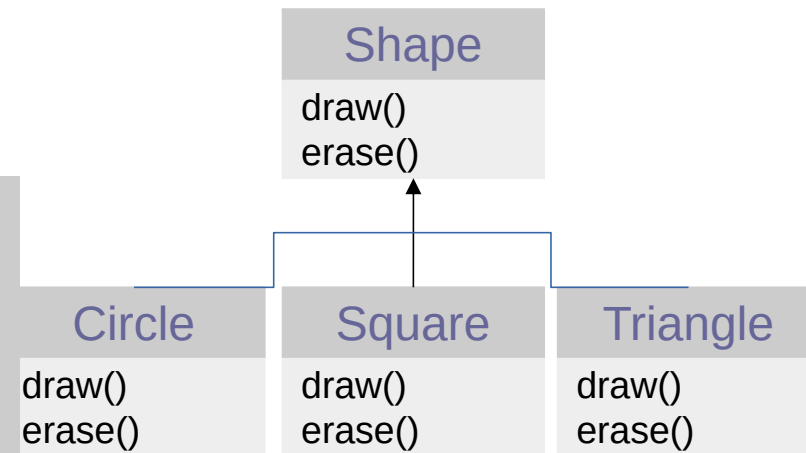 Shape
draw()
erase()
Circle
draw()
erase()
Square
draw()
erase()
Triangle
draw()
erase()